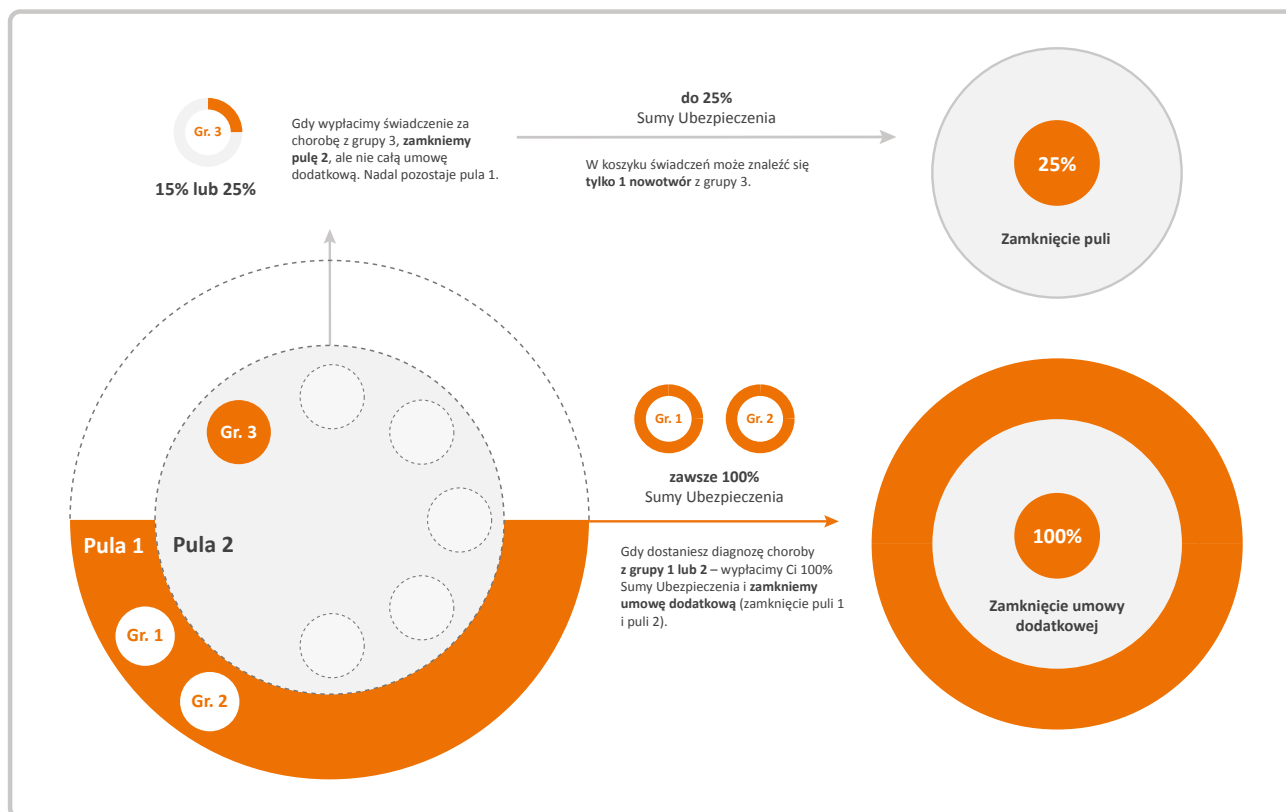 Gr. 3
15% lub 25%
Gdy wypłacimy świadczenie za
chorobę z grupy 3, zamkniemy
pulę 2, ale nie całą umowę
dodatkową. Nadal pozostaje pula 1.
do 25%
Sumy Ubezpieczenia
W koszyku świadczeń może znaleźć się
tylko 1 nowotwór z grupy 3.
25%
Zamknięcie puli
Gr. 3
Pula 1
Pula 2
Gr. 1
Gr. 2
Gr. 1
Gr. 2
zawsze 100%
Sumy Ubezpieczenia
Gdy dostaniesz diagnozę choroby
z grupy 1 lub 2 – wypłacimy Ci 100%
Sumy Ubezpieczenia i zamkniemy
umowę dodatkową (zamknięcie puli 1
i puli 2).
100%
Zamknięcie umowy
dodatkowej